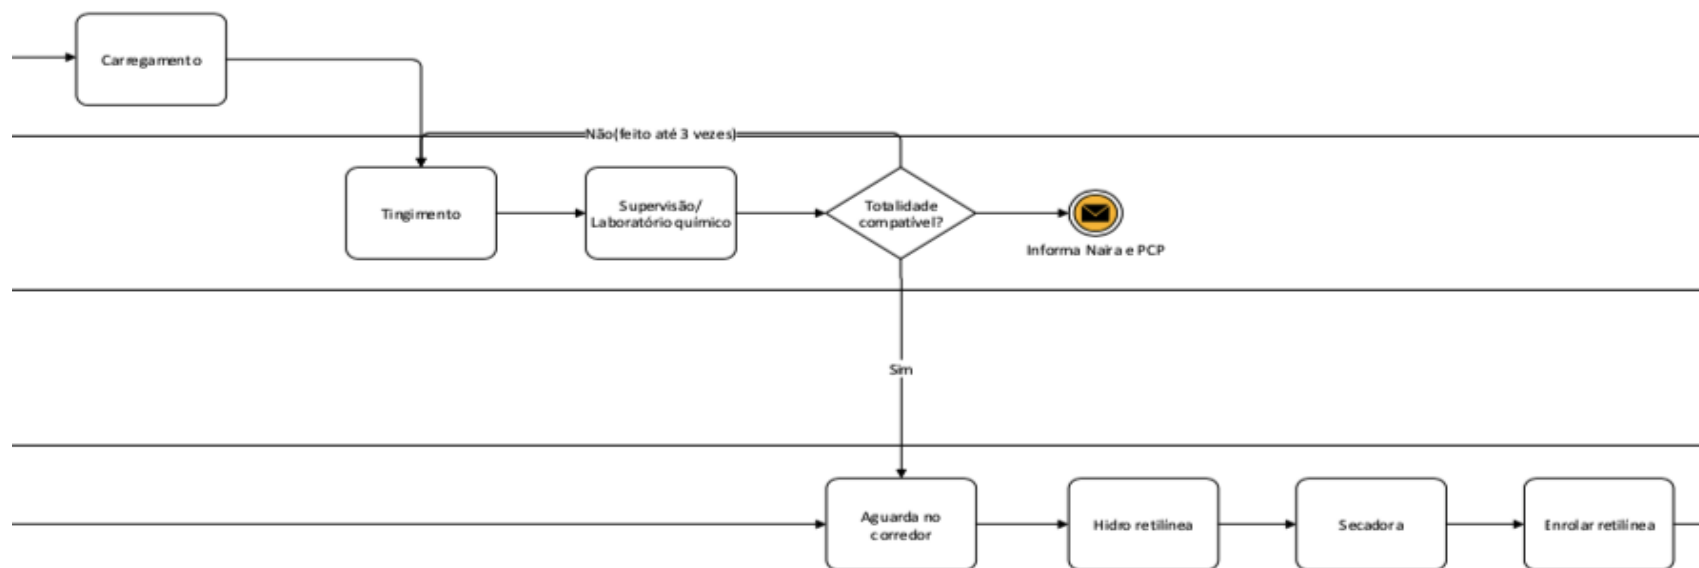 Carregamento
Não(feito até 3 vezes)
Tingimento
Supervisão/
Laboratório químico
Totalidade
compatível?
Informa Naira e PCP
Sim
Aguarda no
corredor
Hidro retilínea
Secadora
Enrolar retilínea